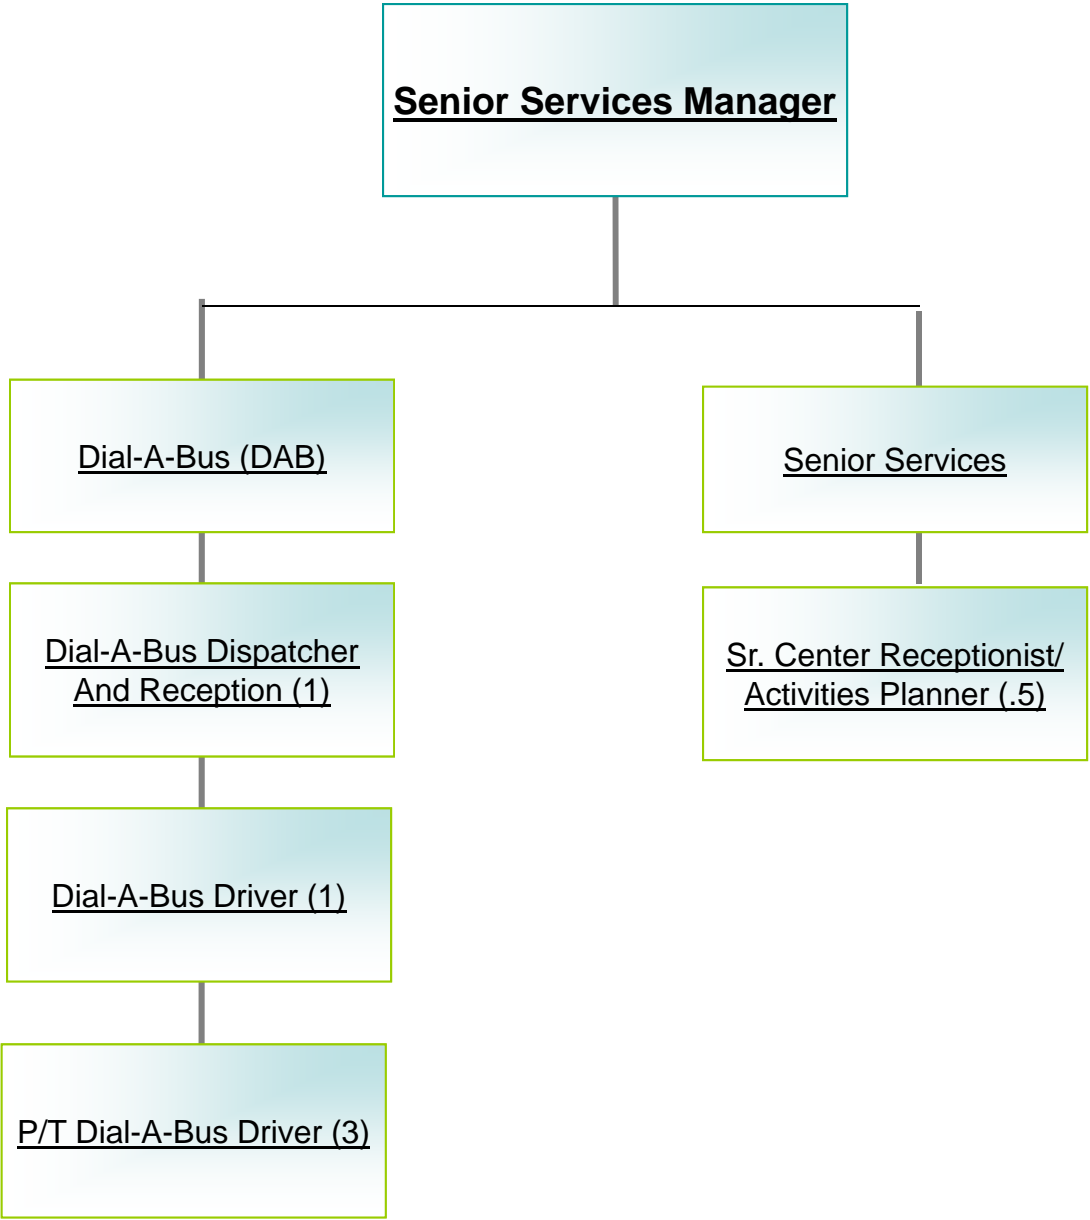 Senior Services Manager
Dial-A-Bus (DAB)
Senior Services
Dial-A-Bus Dispatcher
And Reception (1)
Sr. Center Receptionist/
Activities Planner (.5)
Dial-A-Bus Driver (1)
P/T Dial-A-Bus Driver (3)